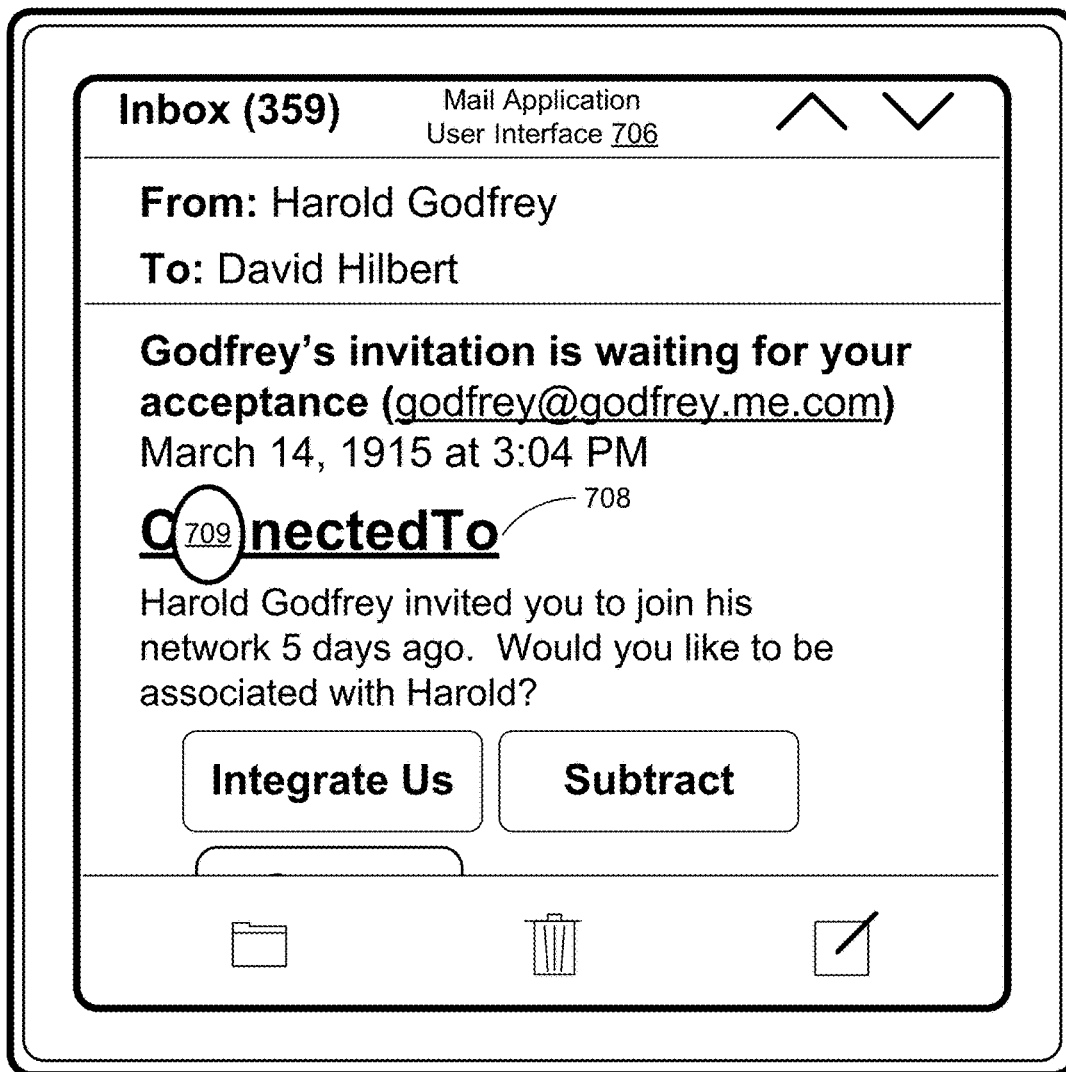 Inbox (359)
Mail Application
User Interface 706
From: Harold Godfrey
To: David Hilbert
Godfrey's invitation is waiting for your
acceptance (godfrey@godfrey.me.com)
March 14, 1915 at 3:04 PM
708
C 709 nectedTo
Harold Godfrey invited you to join his
network 5 days ago.  Would you like to be
associated with Harold?
Integrate Us
Subtract